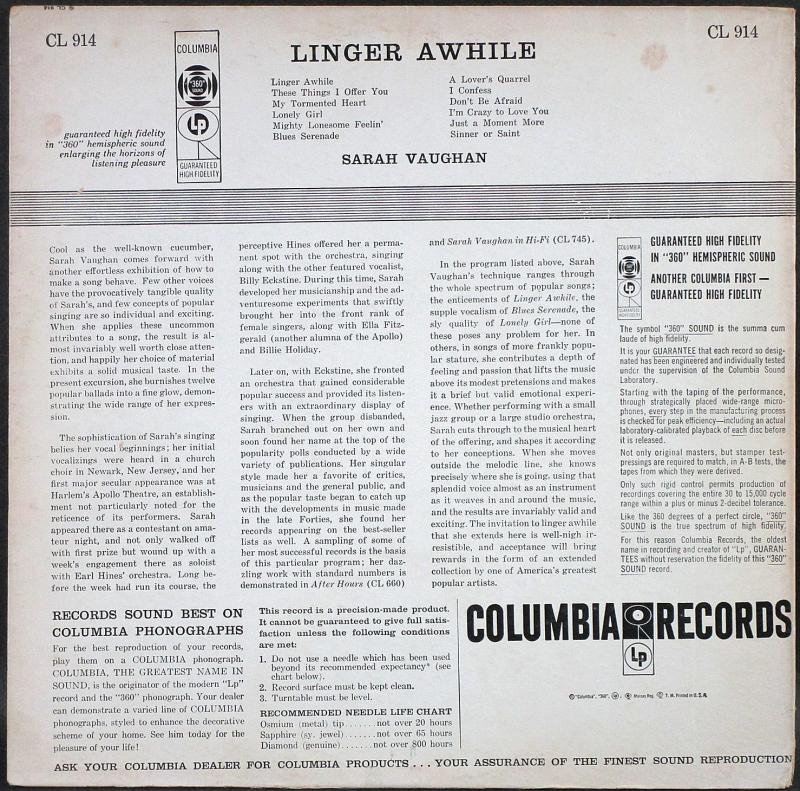 CL 914
CL 914
COLUMBIA
"360"
SOUND
LP
GUARANTEED
HIGH FIDELITY
guaranteed high fidelity
in "360" hemispheric sound
enlarging the horizons of
listening pleasure
LINGER AWHILE
Linger Awhile
These Things I Offer You
My Tormented Heart
Lonely Girl
Mighty Lonesome Feelin'
Blues Serenade
A Lover's Quarrel
I Confess
Don't Be Afraid
I'm Crazy to Love You
Just a Moment More
Sinner or Saint
SARAH VAUGHAN
CL 914
Cool as the well-known cucumber,
Sarah Vaughan comes forward with
another effortless exhibition of how to
make a song behave. Few other voices
have the provocatively tangible quality
of Sarah's, and few concepts of popular
singing are so individual and exciting.
When she applies these uncommon
attributes to a song, the result is al-
most invariably well worth close atten-
tion, and happily her choice of material
exhibits a solid musical taste. In the
present excursion, she burnishes twelve
popular ballads into a fine glow, demon-
strating the wide range of her expres-
sion.
The sophistication of Sarah's singing
belies her vocal beginnings; her initial
vocalizings were heard in a church
choir in Newark, New Jersey, and her
first major secular appearance was at
Harlem's Apollo Theatre, an establish-
ment not particularly noted for the
reticence of its performers. Sarah
appeared there as a contestant on ama-
teur night, and not only walked off
with first prize but wound up with a
week's engagement there as soloist
with Earl Hines' orchestra. Long be-
fore the week had run its course, the
perceptive Hines offered her a perma-
nent spot with the orchestra, singing
along with the other featured vocalist,
Billy Eckstine. During this time, Sarah
developed her musicianship and the ad-
venturesome experiments that swiftly
brought her into the front rank of
female singers, along with Ella Fitz-
gerald (another alumna of the Apollo)
and Billie Holiday.
Later on, with Eckstine, she fronted
an orchestra that gained considerable
popular success and provided its listen-
ers with an extraordinary display of
singing. When the group disbanded,
Sarah branched out on her own and
soon found her name at the top of the
popularity polls conducted by a wide
variety of publications. Her singular
style made her a favorite of critics,
musicians and the general public, and
as the popular taste began to catch up
with the developments in music made
in the late Forties, she found her
records appearing on the best-seller
lists as well. A sampling of some of
her most successful records is the basis
of this particular program; her daz-
zling work with standard numbers is
demonstrated in After Hours (CL 660)
and Sarah Vaughan in Hi-Fi (CL 745).
In the program listed above, Sarah
Vaughan's technique ranges through
the whole spectrum of popular songs;
the enticements of Linger Awhile, the
supple vocalism of Blues Serenade, the
sly quality of Lonely Girl—none of
these poses any problem for her. In
others, in songs of more frankly popu-
lar stature, she contributes a depth of
feeling and passion that lifts the music
above its modest pretensions and makes
it a brief but valid emotional experi-
ence. Whether performing with a small
jazz group or a large studio orchestra,
Sarah cuts through to the musical heart
of the offering, and shapes it according
to her conceptions. When she moves
outside the melodic line, she knows
precisely where she is going, using that
splendid voice almost as an instrument
as it weaves in and around the music,
and the results are invariably valid and
exciting. The invitation to linger awhile
that she extends here is well-nigh ir-
resistible, and acceptance will bring
rewards in the form of an extended
collection by one of America's greatest
popular artists.
COLUMBIA
LP
GUARANTEED
HIGH FIDELITY
GUARANTEED HIGH FIDELITY
IN "360" HEMISPHERIC SOUND
ANOTHER COLUMBIA FIRST—
GUARANTEED HIGH FIDELITY
The symbol "360" SOUND is the summa cum
laude of high fidelity.
It is your GUARANTEE that each record so desig-
nated has been engineered and individually tested
under the supervision of the Columbia Sound
Laboratory.
Starting with the taping of the performance,
through strategically placed wide-range micro-
phones, every step in the manufacturing process
is checked for peak efficiency—including an actual
laboratory-calibrated playback of each disc before
it is released.
Not only original masters, but stamper test-
pressings are required to match, in A-B tests, the
tapes from which they were derived.
Only such rigid control permits production of
recordings covering the entire 30 to 15,000 cycle
range within a plus or minus 2-decibel tolerance.
Like the 360 degrees of a perfect circle, "360"
SOUND is the true spectrum of high fidelity.
For this reason Columbia Records, the oldest
name in recording and creator of "Lp", GUARAN-
TEES without reservation the fidelity of this "360"
SOUND record.
RECORDS SOUND BEST ON
COLUMBIA PHONOGRAPHS
For the best reproduction of your records,
play them on a COLUMBIA phonograph.
COLUMBIA, THE GREATEST NAME IN
SOUND, is the originator of the modern "Lp"
record and the "360" phonograph. Your dealer
can demonstrate a varied line of COLUMBIA
phonographs, styled to enhance the decorative
scheme of your home. See him today for the
pleasure of your life!
This record is a precision-made product.
It cannot be guaranteed to give full satis-
faction unless the following conditions
are met:
1. Do not use a needle which has been used
beyond its recommended expectancy* (see
chart below).
2. Record surface must be kept clean.
3. Turntable must be level.
RECOMMENDED NEEDLE LIFE CHART
Osmium (metal) tip.......not over 20 hours
Sapphire (sy. jewel)......not over 65 hours
Diamond (genuine).....not over 800 hours
COLUMBIA RECORDS
LP
® "Columbia", "360", Marcas Reg. T. M. Printed in U.S.A.
ASK YOUR COLUMBIA DEALER FOR COLUMBIA PRODUCTS...YOUR ASSURANCE OF THE FINEST SOUND REPRODUCTION